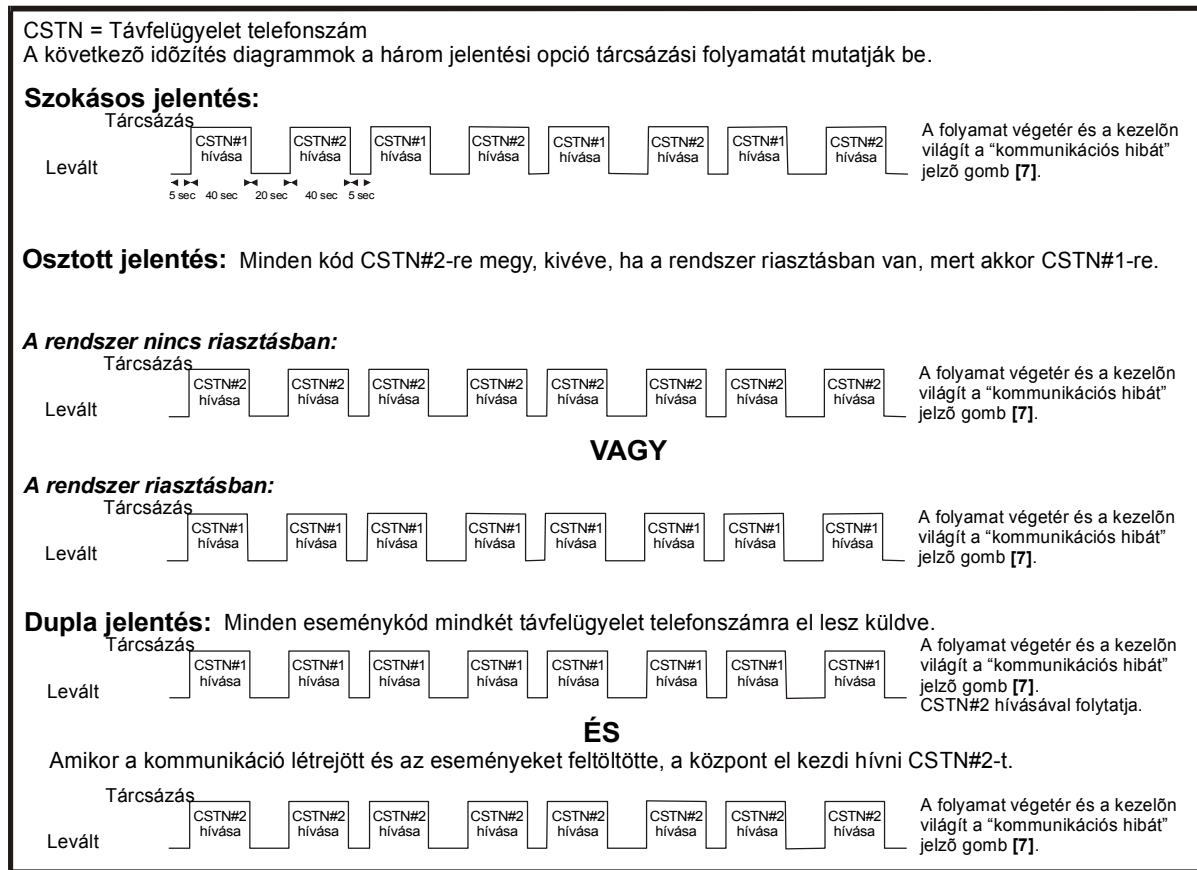 CSTN = Távfelügyelet telefonszám
A következõ idõzítés diagrammok a három jelentési opció tárcsázási folyamatát mutatják be.
Szokásos jelentés:
Tárcsázás
CSTN#1 CSTN#2 CSTN#1 CSTN#2 CSTN#1 CSTN#2 CSTN#1 CSTN#2
hívása hívása hívása hívása hívása hívása hívása hívása
Levált
5 sec 40 sec 20 sec 40 sec 5 sec
A folyamat végetér és a kezelõn
világít a “kommunikációs hibát”
jelzõ gomb [7].
Osztott jelentés: Minden kód CSTN#2-re megy, kivéve, ha a rendszer riasztásban van, mert akkor CSTN#1-re.
A rendszer nincs riasztásban:
Tárcsázás
CSTN#2 CSTN#2 CSTN#2 CSTN#2 CSTN#2 CSTN#2 CSTN#2 CSTN#2
hívása hívása hívása hívása hívása hívása hívása hívása
Levált
A folyamat végetér és a kezelõn
világít a “kommunikációs hibát”
jelzõ gomb [7].
VAGY
A rendszer riasztásban:
Tárcsázás
CSTN#1 CSTN#1 CSTN#1 CSTN#1 CSTN#1 CSTN#1 CSTN#1 CSTN#1
hívása hívása hívása hívása hívása hívása hívása hívása
Levált
A folyamat végetér és a kezelõn
világít a “kommunikációs hibát”
jelzõ gomb [7].
Dupla jelentés: Minden eseménykód mindkét távfelügyelet telefonszámra el lesz küldve.
Tárcsázás
CSTN#1 CSTN#1 CSTN#1 CSTN#1 CSTN#1 CSTN#1 CSTN#1 CSTN#1
hívása hívása hívása hívása hívása hívása hívása hívása
Levált
A folyamat végetér és a kezelõn
világít a “kommunikációs hibát”
jelzõ gomb [7].
CSTN#2 hívásával folytatja.
ÉS
Amikor a kommunikáció létrejött és az eseményeket feltöltötte, a központ el kezdi hívni CSTN#2-t.
Tárcsázás
CSTN#2 CSTN#2 CSTN#2 CSTN#2 CSTN#2 CSTN#2 CSTN#2 CSTN#2
hívása hívása hívása hívása hívása hívása hívása hívása
Levált
A folyamat végetér és a kezelõn
világít a “kommunikációs hibát”
jelzõ gomb [7].